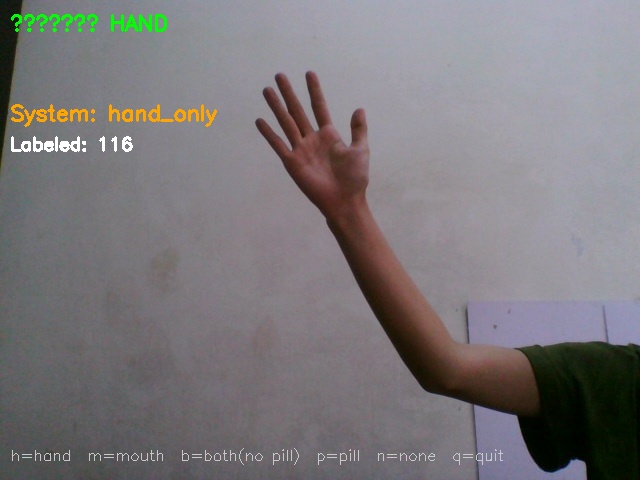 ??????? HAND
System: hand_only
Labeled: 116
h=hand m=mouth b=both(no pill) p=pill n=none q=quit